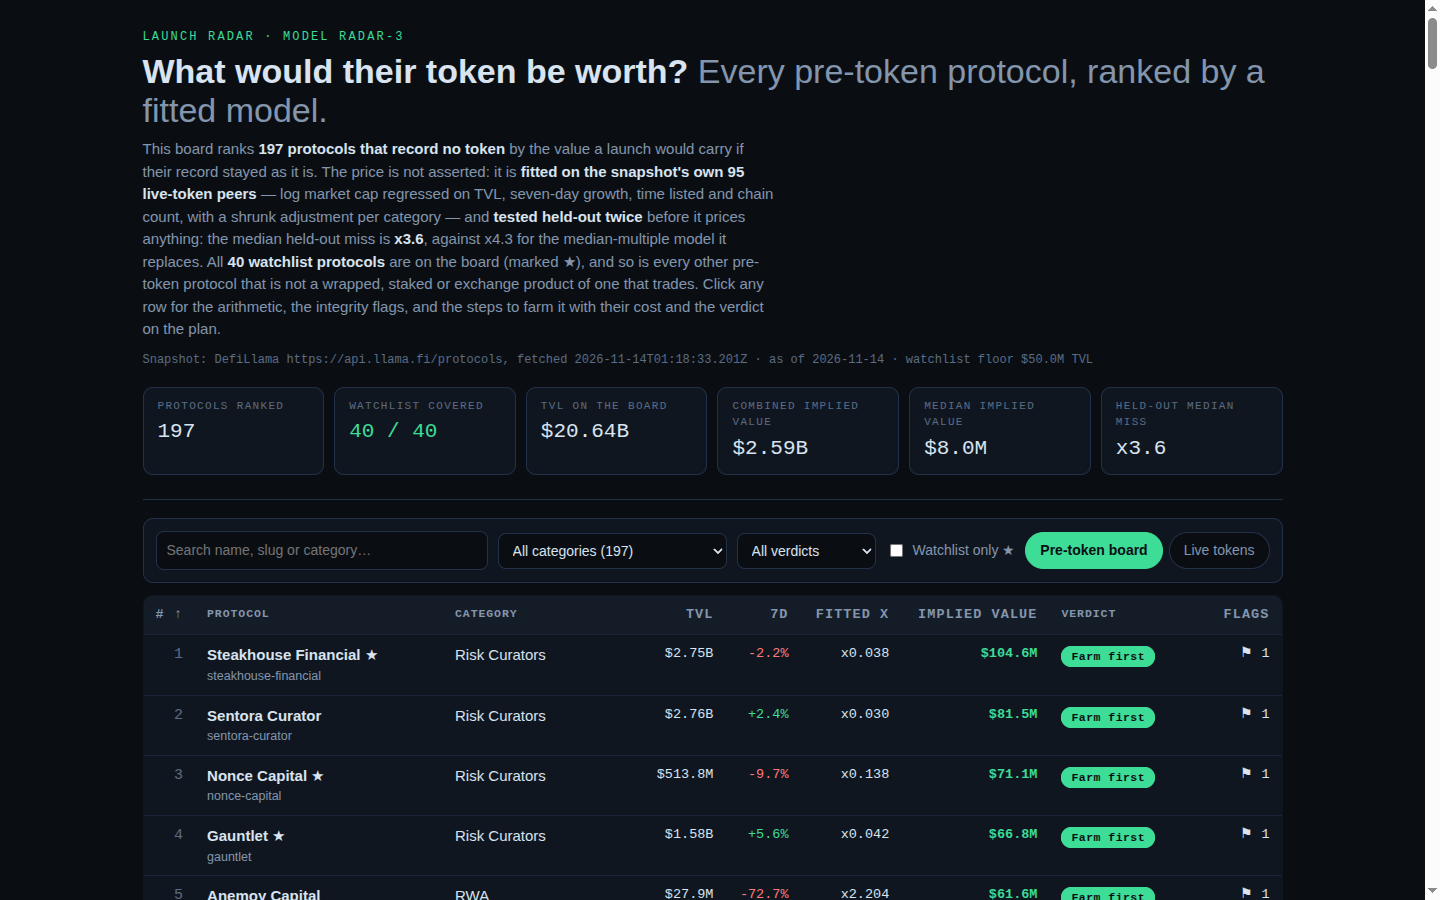 LAUNCH RADAR · MODEL RADAR-3
What would their token be worth? Every pre-token protocol, ranked by a
fitted model.
This board ranks 197 protocols that record no token by the value a launch would carry if
their record stayed as it is. The price is not asserted: it is fitted on the snapshot's own 95
live-token peers — log market cap regressed on TVL, seven-day growth, time listed and chain
count, with a shrunk adjustment per category — and tested held-out twice before it prices
anything: the median held-out miss is x3.6, against x4.3 for the median-multiple model it
replaces. All 40 watchlist protocols are on the board (marked ★), and so is every other pre-
token protocol that is not a wrapped, staked or exchange product of one that trades. Click any
row for the arithmetic, the integrity flags, and the steps to farm it with their cost and the verdict
on the plan.
Snapshot: DefiLlama https://api.llama.fi/protocols, fetched 2026-11-14T01:18:33.201Z · as of 2026-11-14 · watchlist floor $50.0M TVL
PROTOCOLS RANKED
197
WATCHLIST COVERED
40 / 40
TVL ON THE BOARD
$20.64B
COMBINED IMPLIED
VALUE
$2.59B
MEDIAN IMPLIED
VALUE
$8.0M
HELD-OUT MEDIAN
MISS
x3.6
Search name, slug or category… All categories (197) All verdicts Watchlist only ★ Pre-token board Live tokens
# ↑ PROTOCOL CATEGORY TVL 7D FITTED X IMPLIED VALUE VERDICT FLAGS
1 Steakhouse Financial ★ Risk Curators $2.75B -2.2% x0.038 $104.6M Farm first ⚑ 1
steakhouse-financial
2 Sentora Curator Risk Curators $2.76B +2.4% x0.030 $81.5M Farm first ⚑ 1
sentora-curator
3 Nonce Capital ★ Risk Curators $513.8M -9.7% x0.138 $71.1M Farm first ⚑ 1
nonce-capital
4 Gauntlet ★ Risk Curators $1.58B +5.6% x0.042 $66.8M Farm first ⚑ 1
gauntlet
5 Anemoy Capital RWA $27.9M -72.7% x2.204 $61.6M Farm first ⚑ 1